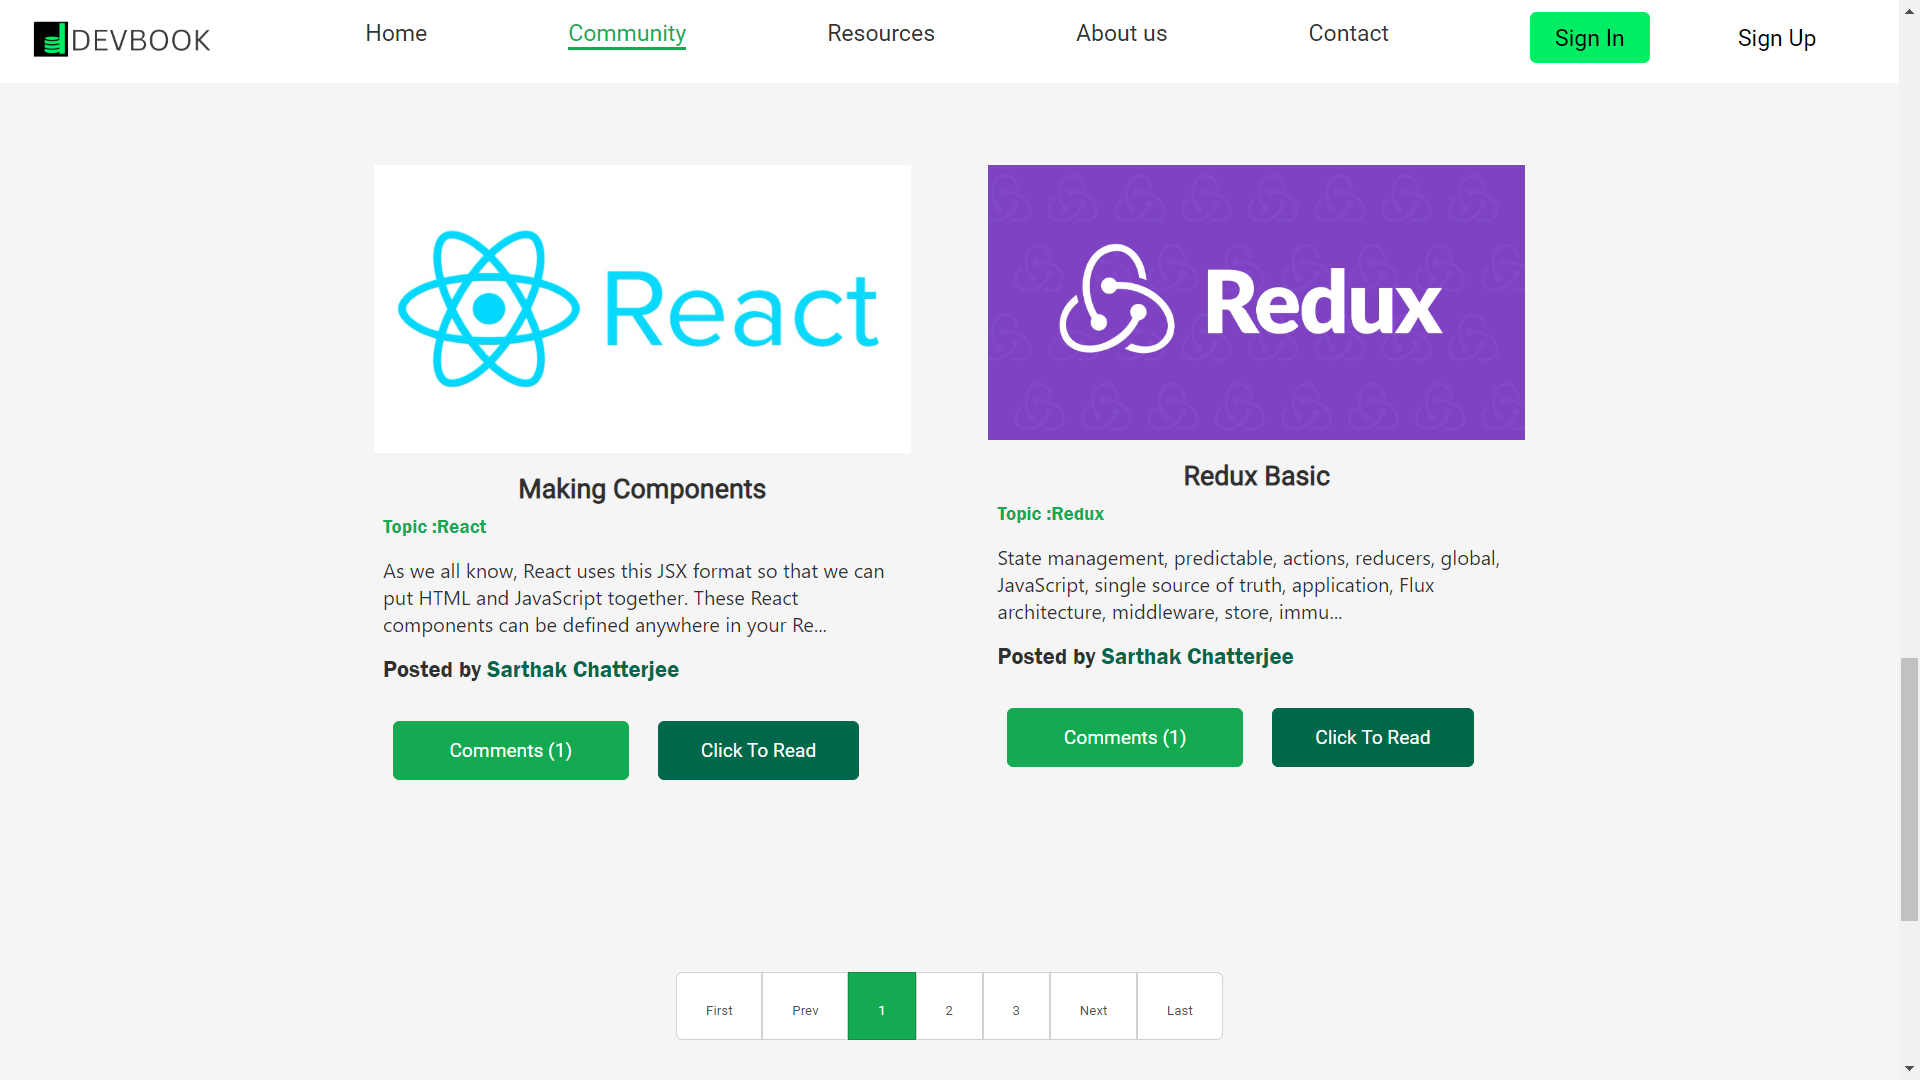 DEVBOOK
Home
Community
Resources
About us
Contact
Sign In
Sign Up
React
Making Components
Topic :React
As we all know, React uses this JSX format so that we can
put HTML and JavaScript together. These React
components can be defined anywhere in your Re...
Posted by Sarthak Chatterjee
Comments (1)
Click To Read
Redux
Redux Basic
Topic :Redux
State management, predictable, actions, reducers, global,
JavaScript, single source of truth, application, Flux
architecture, middleware, store, immu...
Posted by Sarthak Chatterjee
Comments (1)
Click To Read
First
Prev
1
2
3
Next
Last